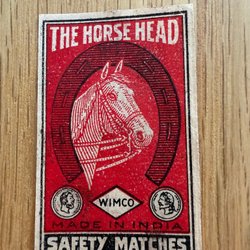 THE HORSE HEAD
WIMCO
MADE IN INDIA
SAFETY MATCHES